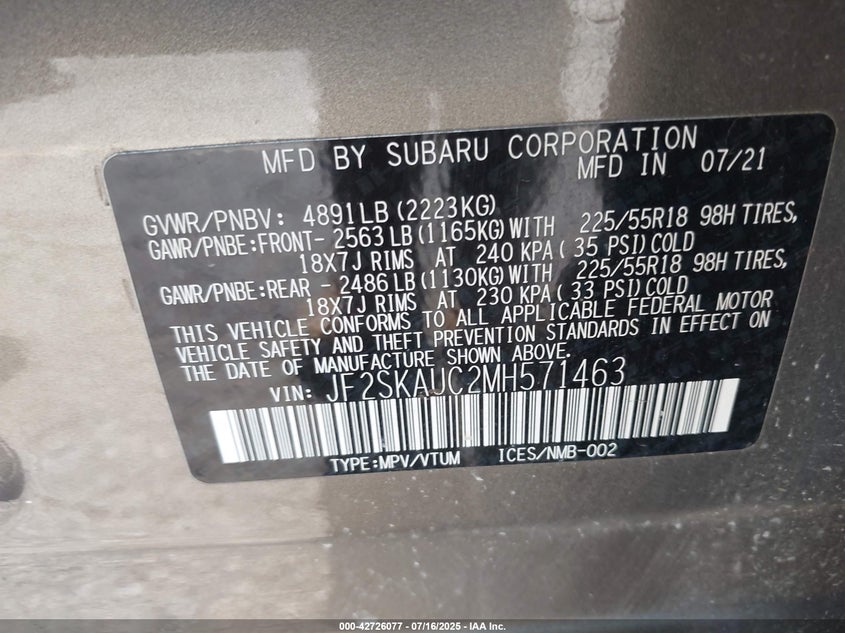 MFD BY SUBARU CORPORATION
MFD IN 07/21
GVWR/PNBV: 4891LB(2223KG)
GAWR/PNBE:FRONT- 2563LB(1165KG)WITH 225/55R18 98H TIRES,
18X7J RIMS AT 240 KPA( 35 PSI)COLD
GAWR/PNBE:REAR - 2486LB(1130KG)WITH 225/55R18 98H TIRES,
18X7J RIMS AT 230 KPA( 33 PSI)COLD
THIS VEHICLE CONFORMS TO ALL APPLICABLE FEDERAL MOTOR
VEHICLE SAFETY AND THEFT PREVENTION STANDARDS IN EFFECT ON
THE DATE OF MANUFACTURE SHOWN ABOVE.
VIN: JF2SKAUC2MH571463
TYPE:MPV/VTUM ICES/NMB-002
000-42726077 - 07/16/2025 - IAA Inc.